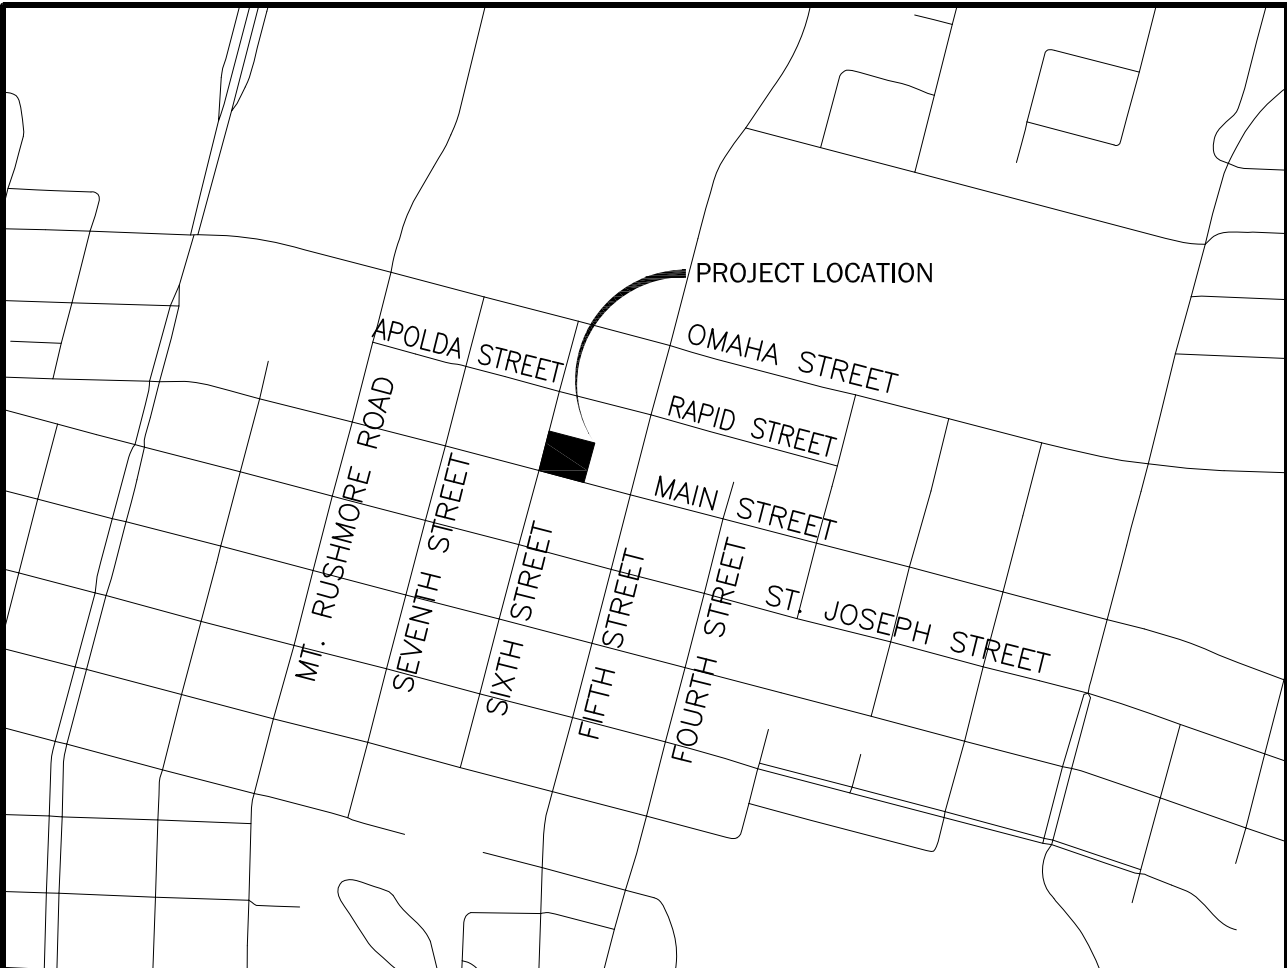 PROJECT LOCATION
OMAHA STREET
APOLDA STREET
RAPID STREET
MAIN STREET
ST. JOSEPH STREET
MT. RUSHMORE ROAD
SEVENTH STREET
SIXTH STREET
FIFTH STREET
FOURTH STREET